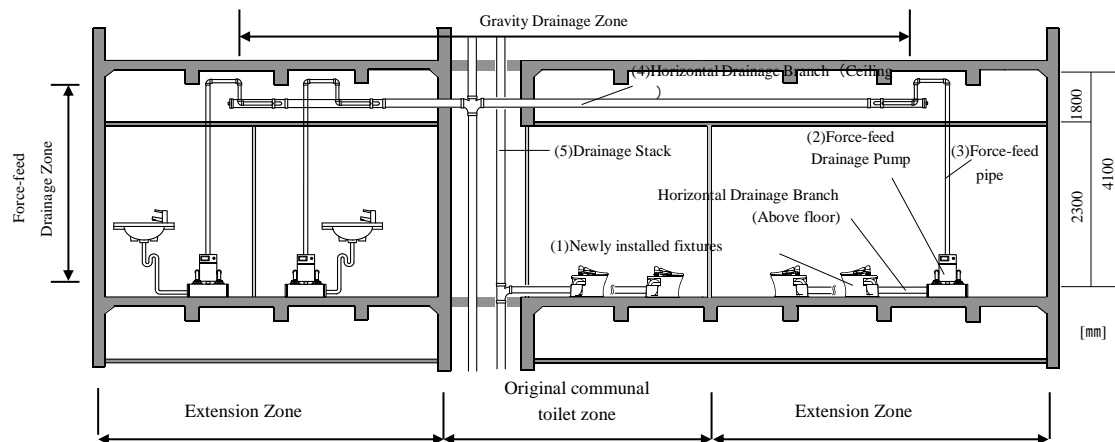 Gravity Drainage Zone
(4)Horizontal Drainage Branch（Ceiling
）
Force-feed
Drainage Zone
(5)Drainage Stack
(2)Force-feed
Drainage Pump
(3)Force-feed
pipe
Horizontal Drainage Branch
(Above floor)
(1)Newly installed fixtures
1800
2300
4100
[㎜]
Extension Zone
Original communal
toilet zone
Extension Zone